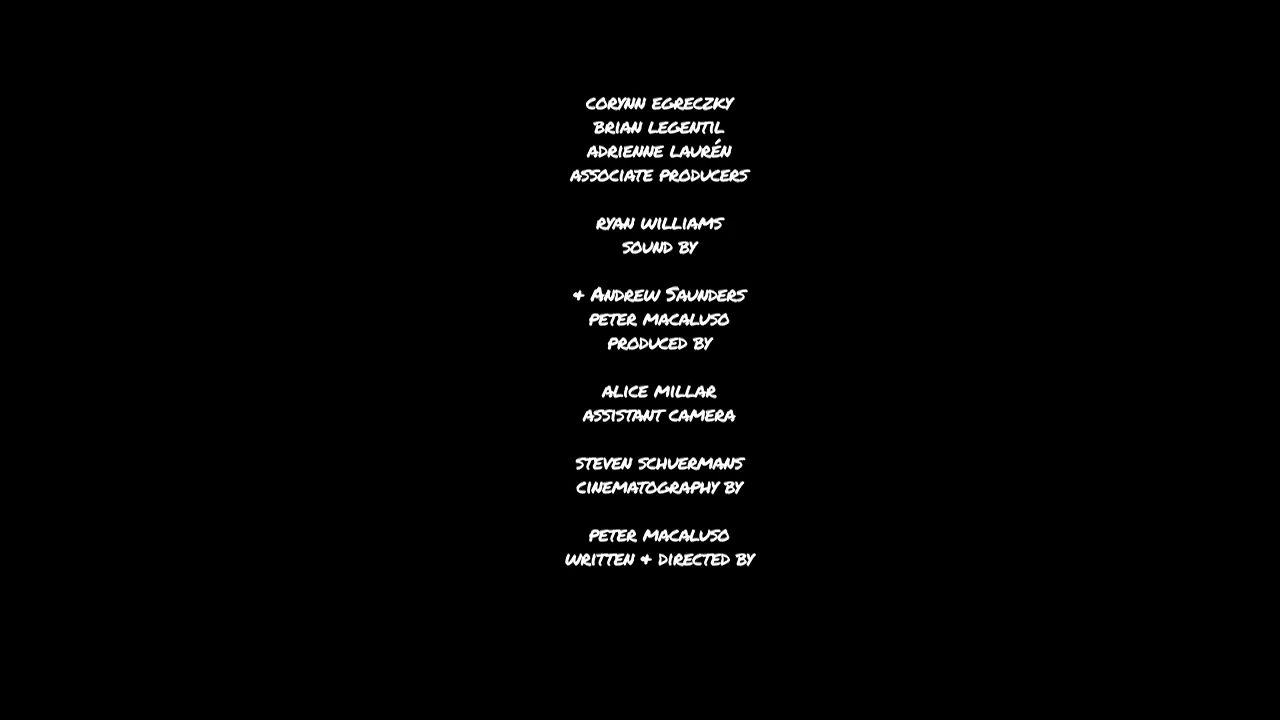 CORYNN EGRECZKY
BRIAN LEGENTIL
ADRIENNE LAURÉN
ASSOCIATE PRODUCERS
RYAN WILLIAMS
SOUND BY
& ANDREW SAUNDERS
PETER MACALUSO
PRODUCED BY
ALICE MILLAR
ASSISTANT CAMERA
STEVEN SCHUERMANS
CINEMATOGRAPHY BY
PETER MACALUSO
WRITTEN & DIRECTED BY